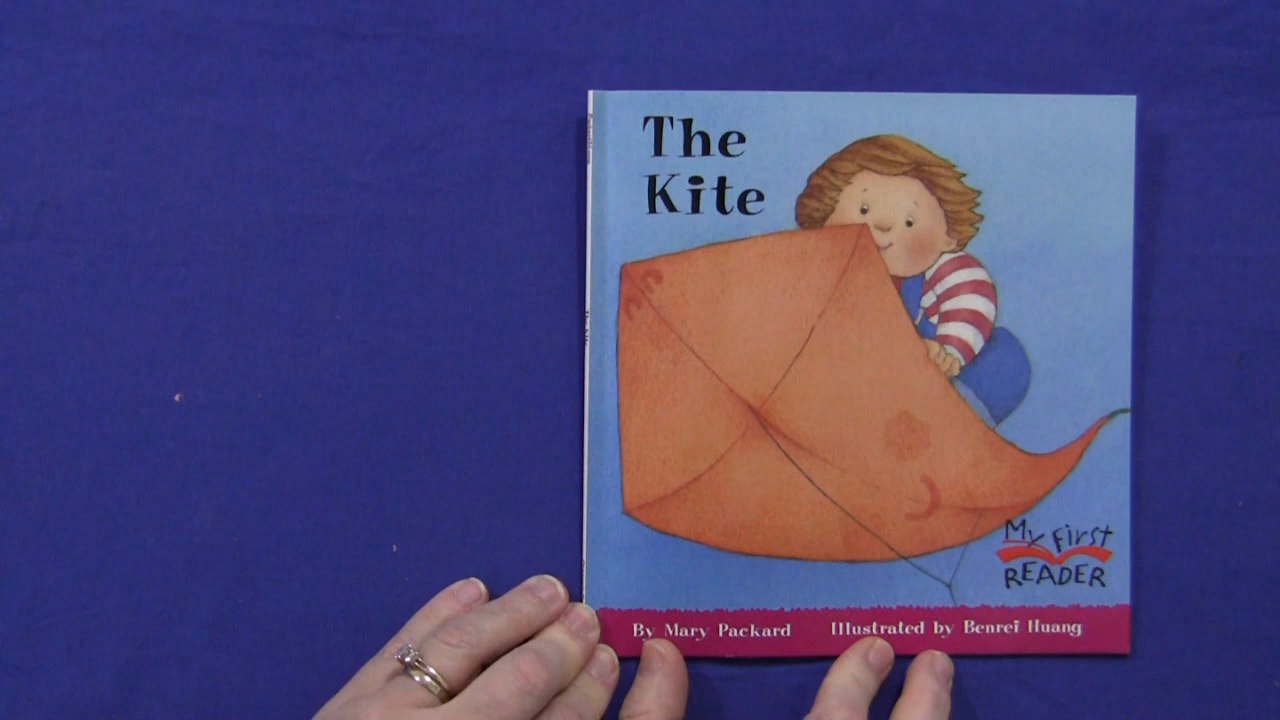 The
Kite
My First
READER
By Mary Packard Illustrated by Benrei Huang